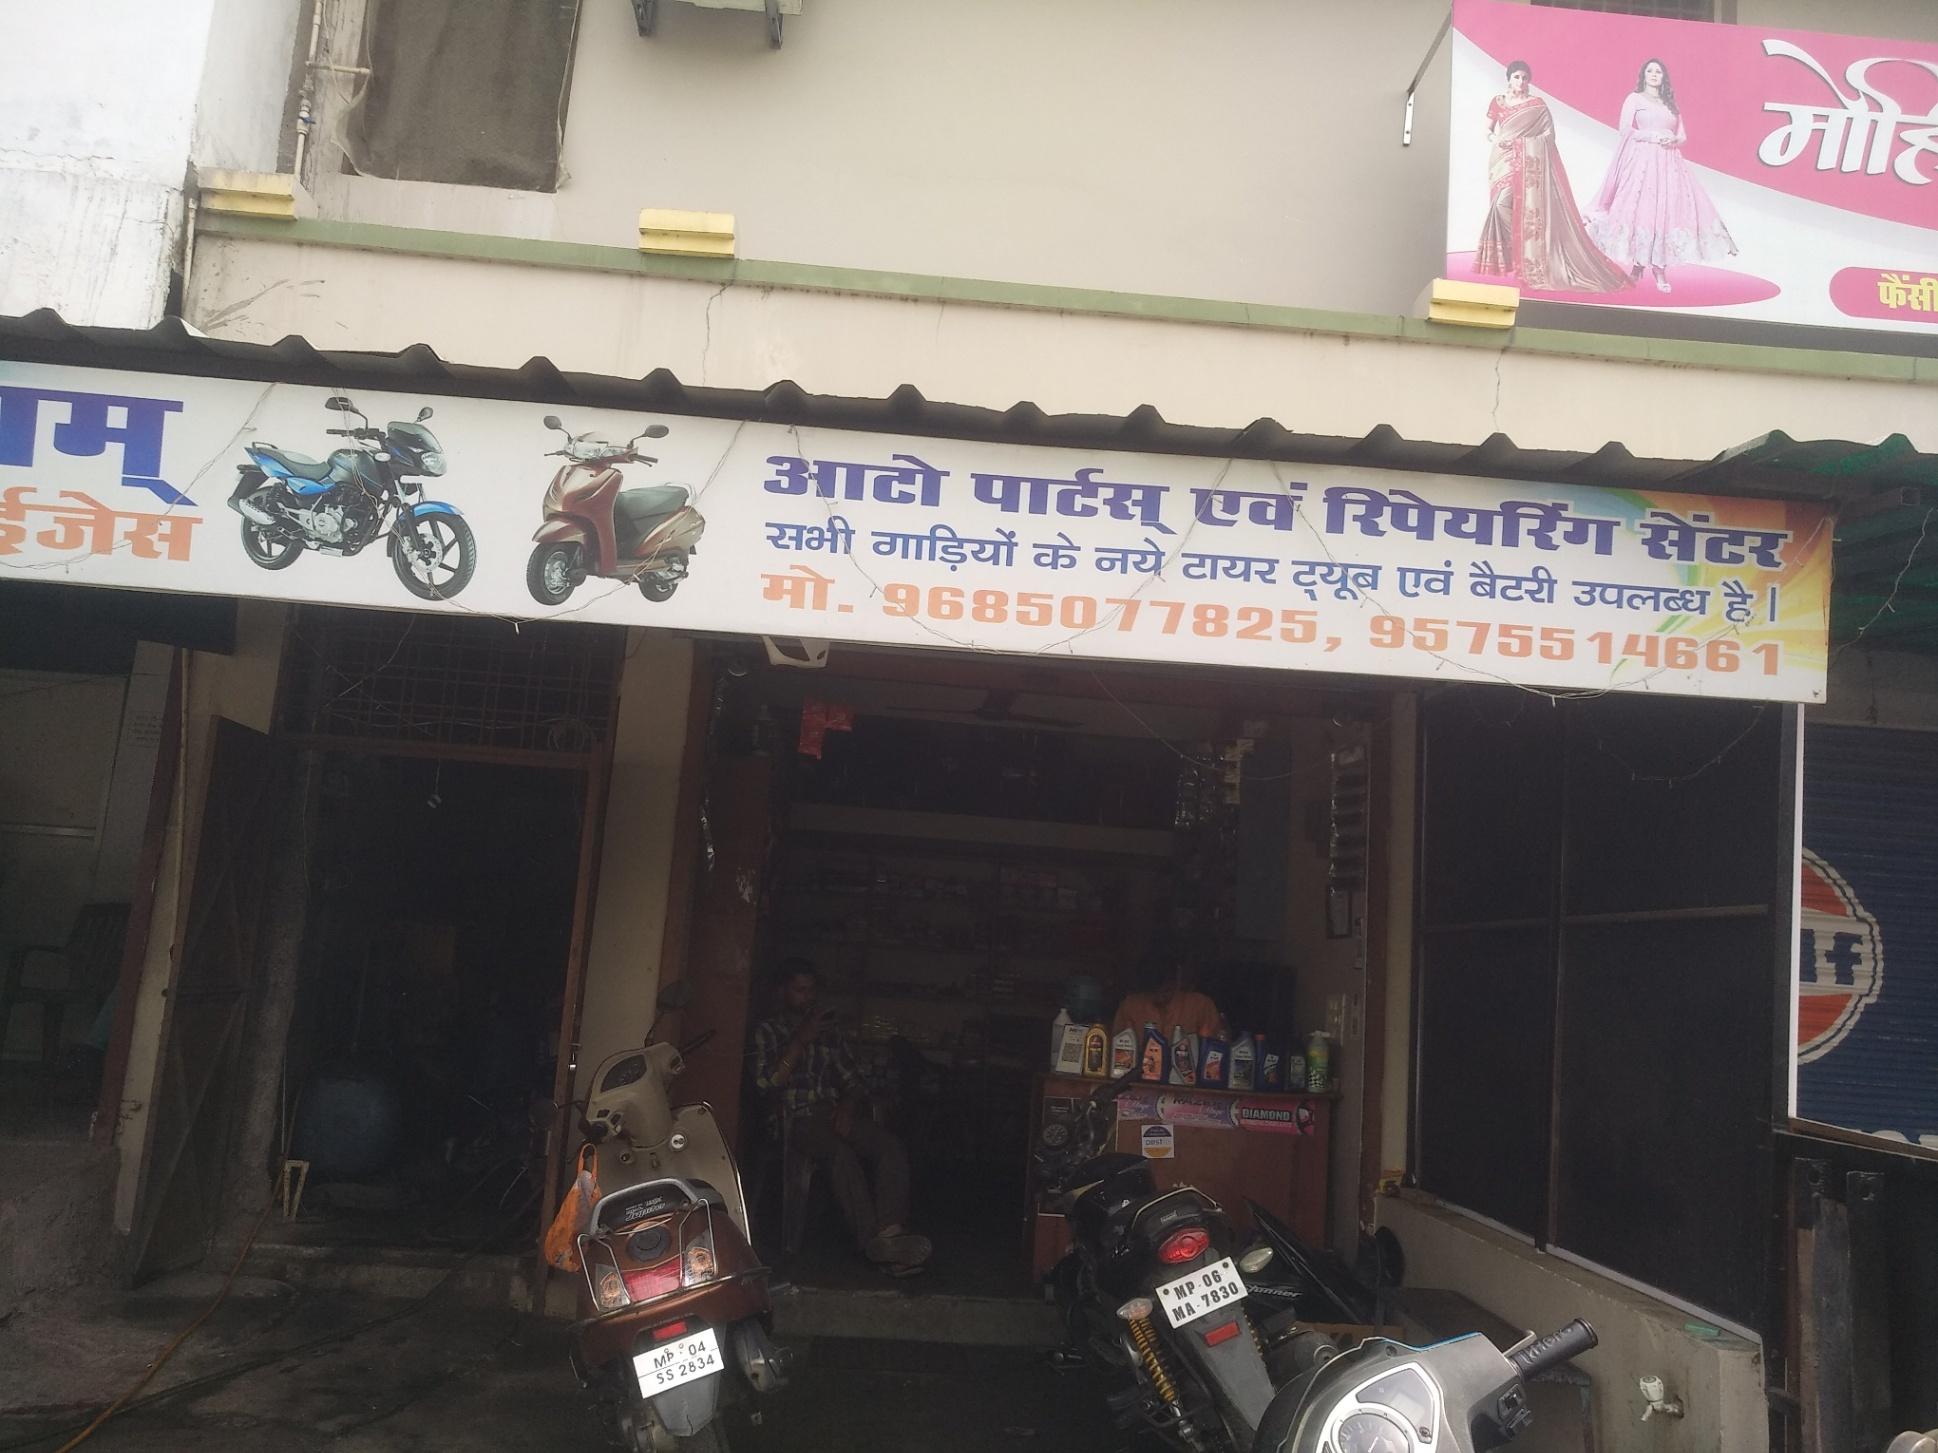 मोहि
फैंसी
ाम्
ईजेस
आटो पार्टस् एवं रिपेयरिंग सेंटर
सभी गाड़ियों के नये टायर ट्यूब एवं बैटरी उपलब्ध है।
मो. 9685077825, 9575514661
lf
DIAMOND
MP 06
MA-7830
MP 04
SS 2834